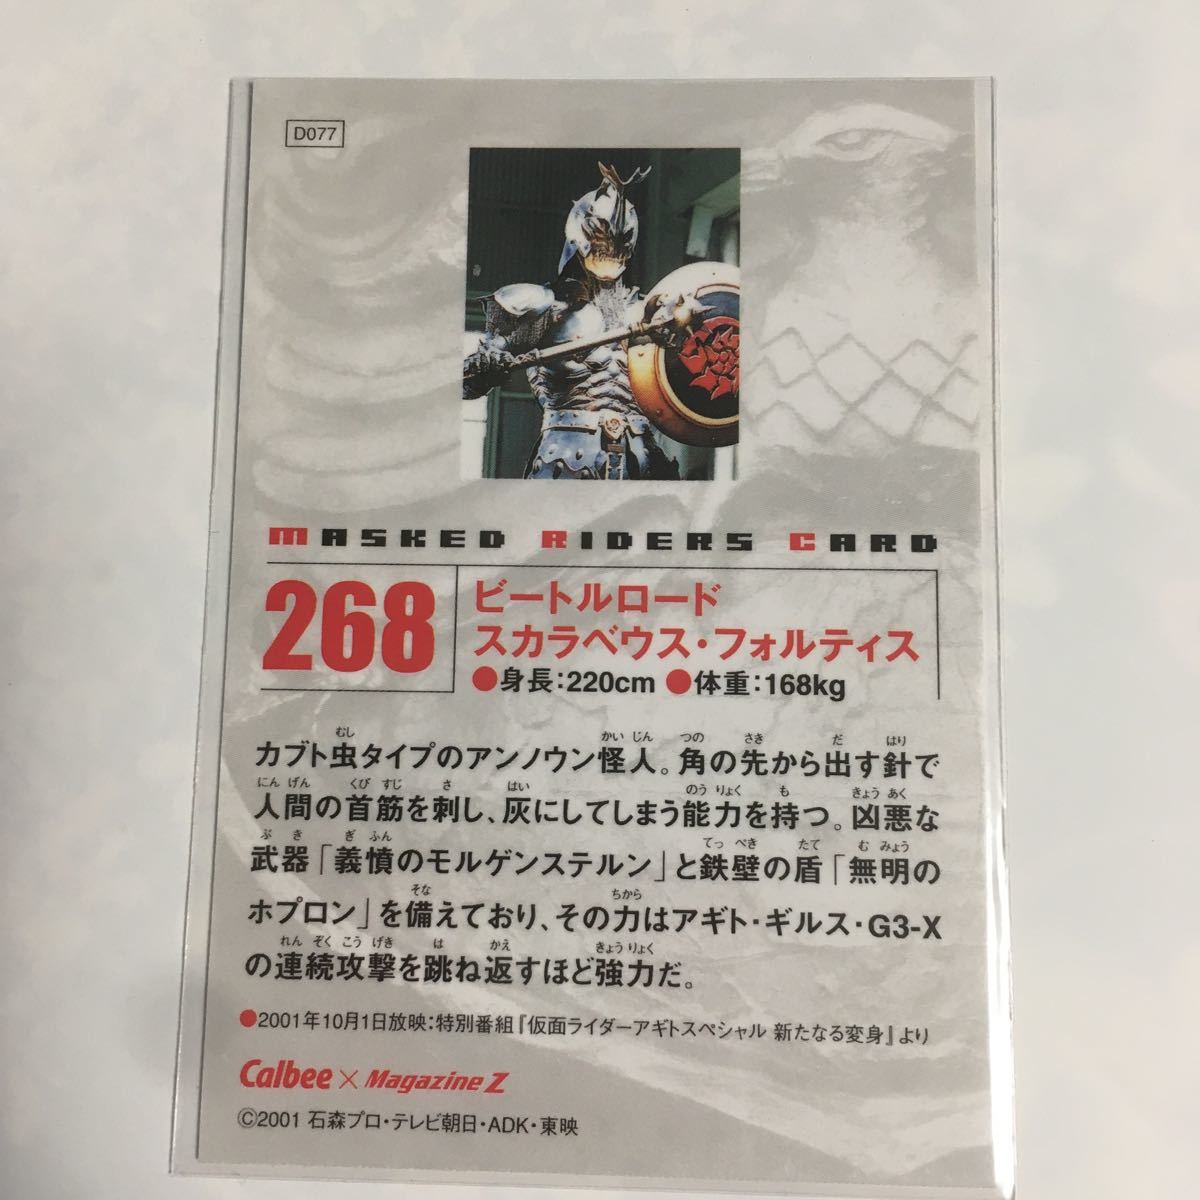 D077
MASKED RIDERS CARD
268
ビートルロード
スカラベウス・フォルティス
●身長:220cm ●体重:168kg
カブト虫タイプのアンノウン怪人。角の先から出す針で
人間の首筋を刺し、灰にしてしまう能力を持つ。凶悪な
武器「義憤のモルゲンステルン」と鉄壁の盾「無明の
ホプロン」を備えており、その力はアギト・ギルス・G3-X
の連続攻撃を跳ね返すほど強力だ。
●2001年10月1日放映:特別番組『仮面ライダーアギトスペシャル 新たなる変身』より
Calbee × Magazine Z
©2001 石森プロ・テレビ朝日・ADK・東映